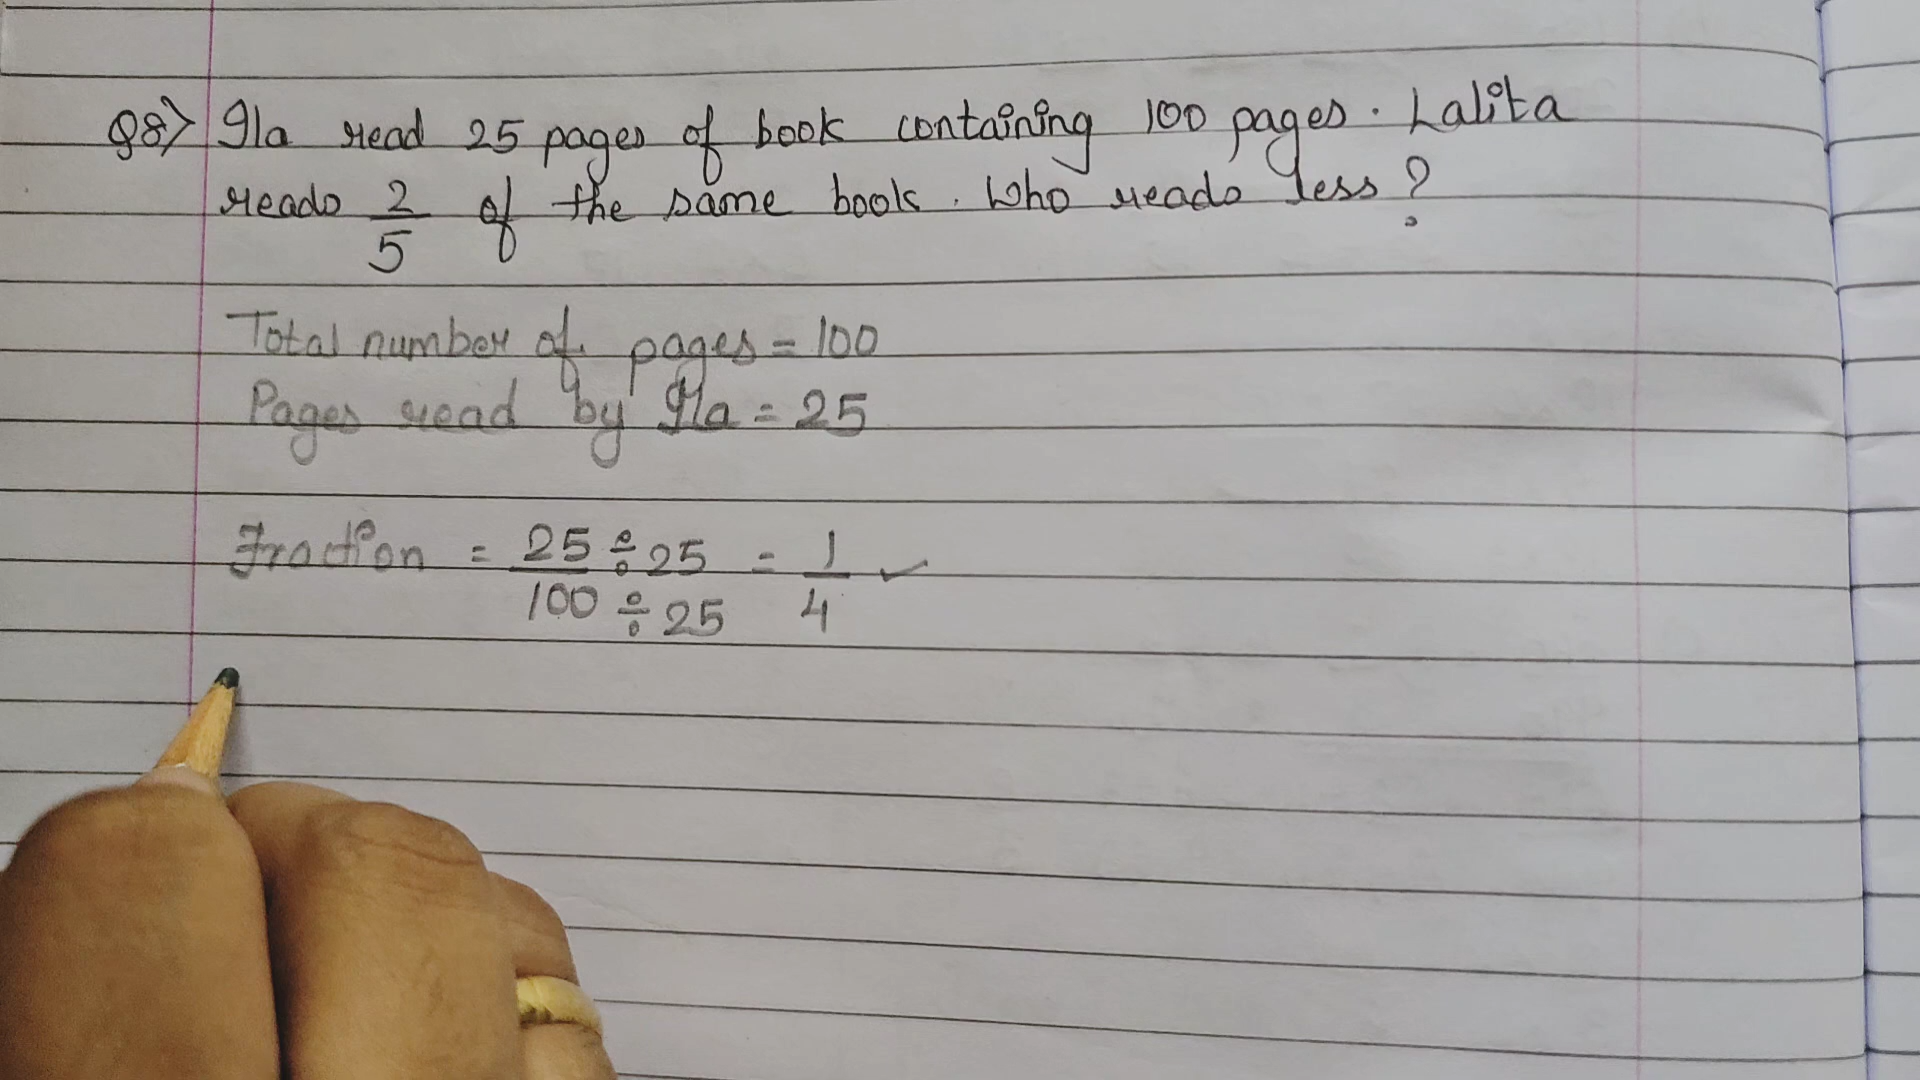 Q8> Ila read 25 pages of book containing 100 pages. Lalita
reads 2/5 of the same book. Who reads less?
Total number of pages = 100
Pages read by Ila = 25
Fraction = 25 ÷ 25 / 100 ÷ 25 = 1/4 ✓